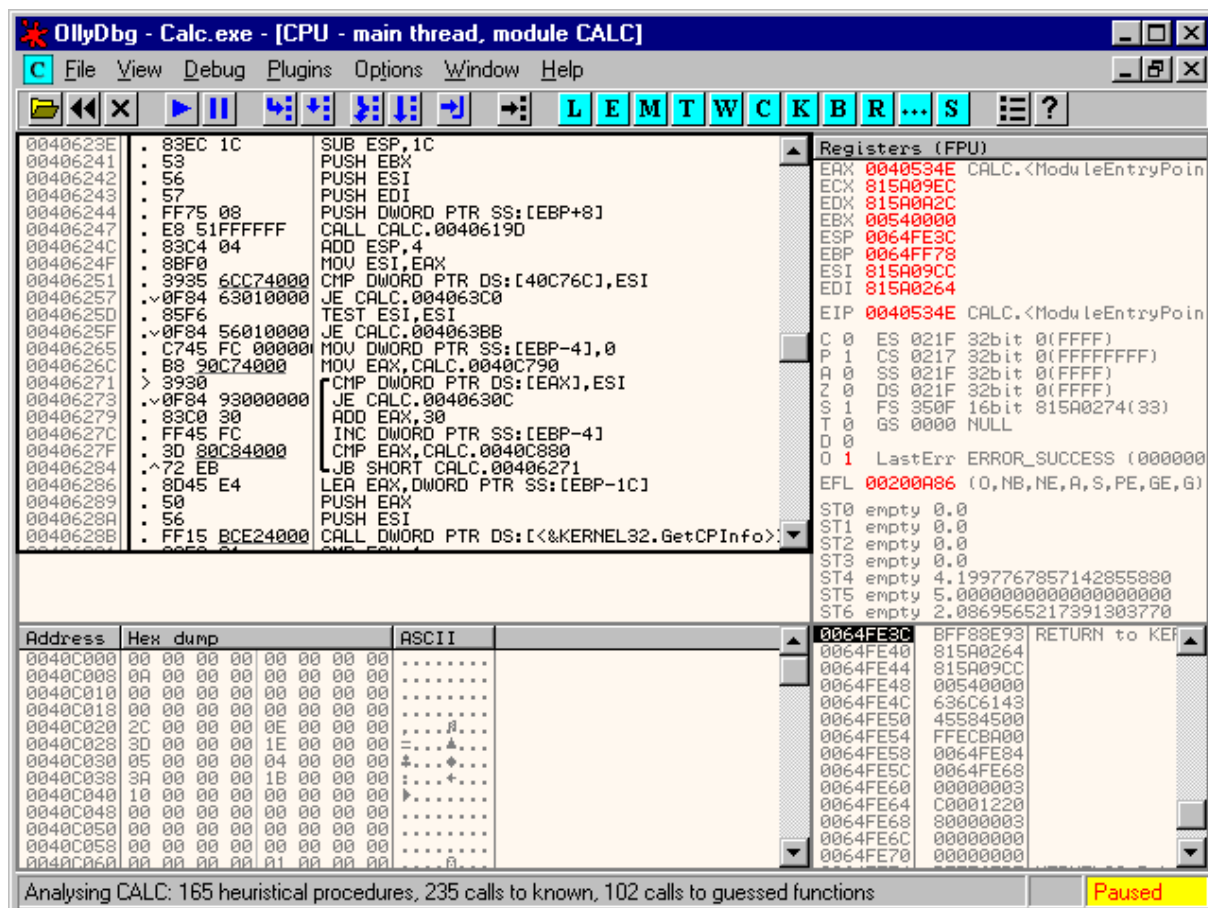 OllyDbg - Calc.exe - [CPU - main thread, module CALC]
C File View Debug Plugins Options Window Help
L E M T W C K B R ... S ?
0040623E . 83EC 1C SUB ESP,1C
00406241 . 53 PUSH EBX
00406242 . 56 PUSH ESI
00406243 . 57 PUSH EDI
00406244 . FF75 08 PUSH DWORD PTR SS:[EBP+8]
00406247 . E8 51FFFFFF CALL CALC.0040619D
0040624C . 83C4 04 ADD ESP,4
0040624F . 8BF0 MOV ESI,EAX
00406251 . 3935 6CC74000 CMP DWORD PTR DS:[40C76C],ESI
00406257 .v0F84 63010000 JE CALC.004063C0
0040625D . 85F6 TEST ESI,ESI
0040625F .v0F84 56010000 JE CALC.004063BB
00406265 . C745 FC 000000 MOV DWORD PTR SS:[EBP-4],0
0040626C . B8 90C74000 MOV EAX,CALC.0040C790
00406271 > 3930 CMP DWORD PTR DS:[EAX],ESI
00406273 .v0F84 93000000 JE CALC.0040630C
00406279 . 83C0 30 ADD EAX,30
0040627C . FF45 FC INC DWORD PTR SS:[EBP-4]
0040627F . 3D 80C84000 CMP EAX,CALC.0040C880
00406284 .^72 EB JB SHORT CALC.00406271
00406286 . 8D45 E4 LEA EAX,DWORD PTR SS:[EBP-1C]
00406289 . 50 PUSH EAX
0040628A . 56 PUSH ESI
0040628B . FF15 BCE24000 CALL DWORD PTR DS:[<&KERNEL32.GetCPInfo>]
Registers (FPU)
EAX 0040534E CALC.<ModuleEntryPoin
ECX 815A09EC
EDX 815A0A2C
EBX 00540000
ESP 0064FE3C
EBP 0064FF78
ESI 815A09CC
EDI 815A0264
EIP 0040534E CALC.<ModuleEntryPoin
C 0 ES 021F 32bit 0(FFFF)
P 1 CS 0217 32bit 0(FFFFFFFF)
A 0 SS 021F 32bit 0(FFFF)
Z 0 DS 021F 32bit 0(FFFF)
S 1 FS 350F 16bit 815A0274(33)
T 0 GS 0000 NULL
D 0
O 1 LastErr ERROR_SUCCESS (000000
EFL 00200A86 (O,NB,NE,A,S,PE,GE,G)
ST0 empty 0.0
ST1 empty 0.0
ST2 empty 0.0
ST3 empty 0.0
ST4 empty 4.1997767857142855880
ST5 empty 5.0000000000000000000
ST6 empty 2.0869565217391303770
Address Hex dump ASCII
0040C000 00 00 00 00 00 00 00 00 ........
0040C008 0A 00 00 00 00 00 00 00 ........
0040C010 00 00 00 00 00 00 00 00 ........
0040C018 00 00 00 00 00 00 00 00 ........
0040C020 2C 00 00 00 0E 00 00 00 ,...♫...
0040C028 3D 00 00 00 1E 00 00 00 =...▲...
0040C030 05 00 00 00 04 00 00 00 ♣...♦...
0040C038 3A 00 00 00 1B 00 00 00 :...←...
0040C040 10 00 00 00 00 00 00 00 ►.......
0040C048 00 00 00 00 00 00 00 00 ........
0040C050 00 00 00 00 00 00 00 00 ........
0040C058 00 00 00 00 00 00 00 00 ........
0040C060 00 00 00 00 01 00 00 00
0064FE3C BFF88E93 RETURN to KER
0064FE40 815A0264
0064FE44 815A09CC
0064FE48 00540000
0064FE4C 636C6143
0064FE50 45584500
0064FE54 FFECBA00
0064FE58 0064FE84
0064FE5C 0064FE68
0064FE60 00000003
0064FE64 C0001220
0064FE68 80000003
0064FE6C 00000000
0064FE70 00000000
Analysing CALC: 165 heuristical procedures, 235 calls to known, 102 calls to guessed functions
Paused